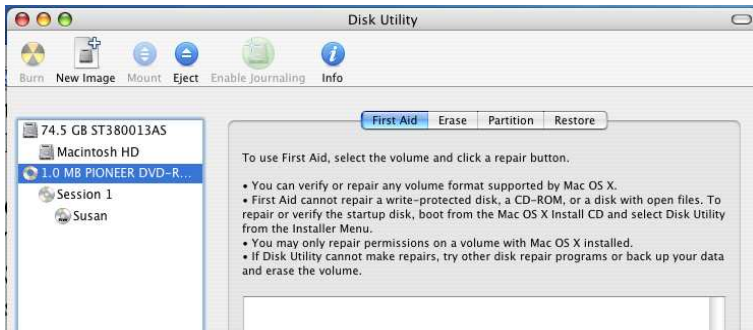 Disk Utility
Burn New Image Mount Eject Enable Journaling Info
74.5 GB ST380013AS
Macintosh HD
1.0 MB PIONEER DVD-R...
Session 1
Susan
First Aid Erase Partition Restore
To use First Aid, select the volume and click a repair button.
• You can verify or repair any volume format supported by Mac OS X.
• First Aid cannot repair a write-protected disk, a CD-ROM, or a disk with open files. To
repair or verify the startup disk, boot from the Mac OS X Install CD and select Disk Utility
from the Installer Menu.
• You may only repair permissions on a volume with Mac OS X installed.
• If Disk Utility cannot make repairs, try other disk repair programs or back up your data
and erase the volume.